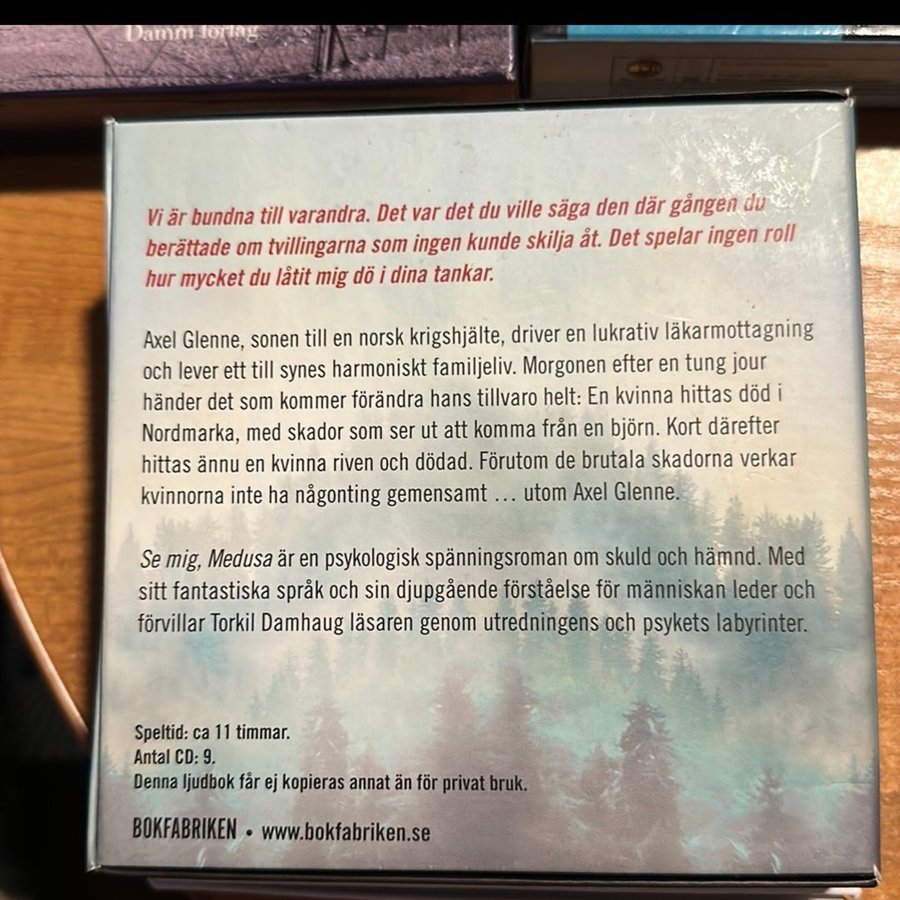 Damm förlag
Vi är bundna till varandra. Det var det du ville säga den där gången du
berättade om tvillingarna som ingen kunde skilja åt. Det spelar ingen roll
hur mycket du låtit mig dö i dina tankar.
Axel Glenne, sonen till en norsk krigshjälte, driver en lukrativ läkarmottagning
och lever ett till synes harmoniskt familjeliv. Morgonen efter en tung jour
händer det som kommer förändra hans tillvaro helt: En kvinna hittas död i
Nordmarka, med skador som ser ut att komma från en björn. Kort därefter
hittas ännu en kvinna riven och dödad. Förutom de brutala skadorna verkar
kvinnorna inte ha någonting gemensamt … utom Axel Glenne.
Se mig, Medusa är en psykologisk spänningsroman om skuld och hämnd. Med
sitt fantastiska språk och sin djupgående förståelse för människan leder och
förvillar Torkil Damhaug läsaren genom utredningens och psykets labyrinter.
Speltid: ca 11 timmar.
Antal CD: 9.
Denna ljudbok får ej kopieras annat än för privat bruk.
BOKFABRIKEN • www.bokfabriken.se